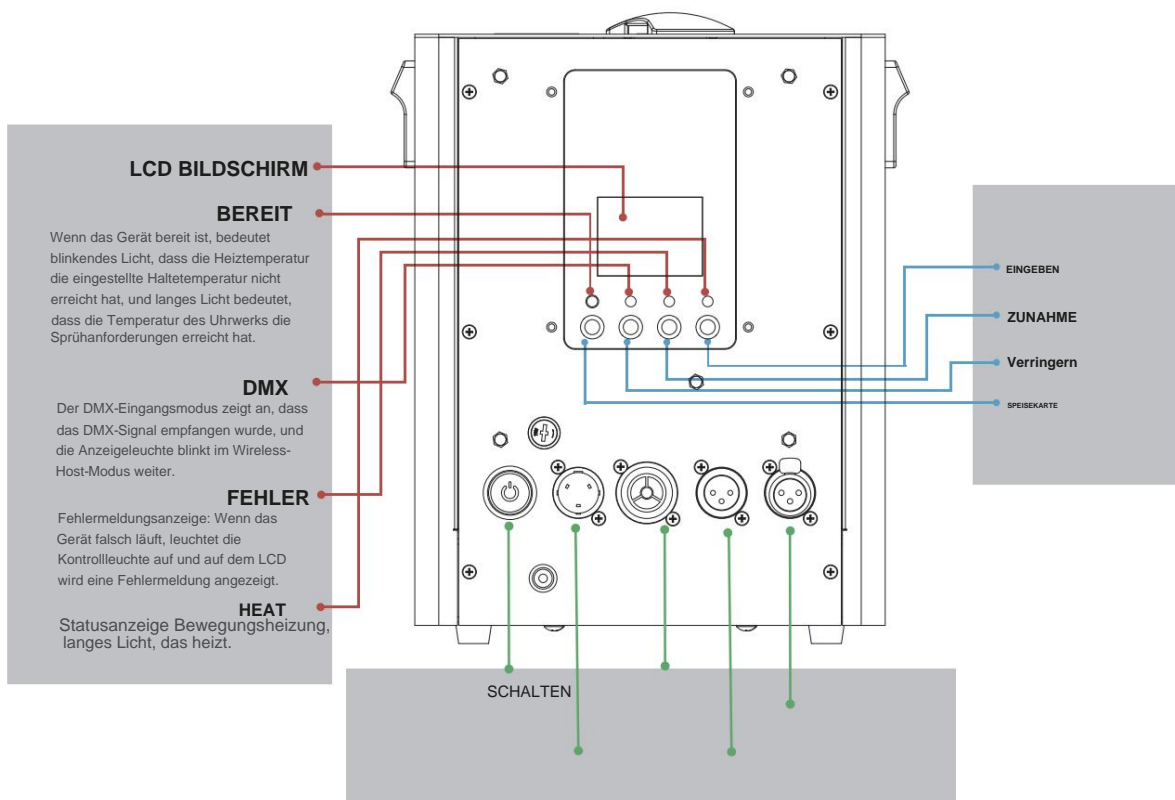 LCD BILDSCHIRM
BEREIT
Wenn das Gerät bereit ist, bedeutet
blinkendes Licht, dass die Heiztemperatur
die eingestellte Haltetemperatur nicht
erreicht hat, und langes Licht bedeutet,
dass die Temperatur des Uhrwerks die
Sprühanforderungen erreicht hat.
DMX
Der DMX-Eingangsmodus zeigt an, dass
das DMX-Signal empfangen wurde, und
die Anzeigeleuchte blinkt im Wireless-
Host-Modus weiter.
FEHLER
Fehlermeldungsanzeige: Wenn das
Gerät falsch läuft, leuchtet die
Kontrollleuchte auf und auf dem LCD
wird eine Fehlermeldung angezeigt.
HEAT
Statusanzeige Bewegungsheizung,
langes Licht, das heizt.
EINGEBEN
ZUNAHME
Verringern
SPEISEKARTE
SCHALTEN